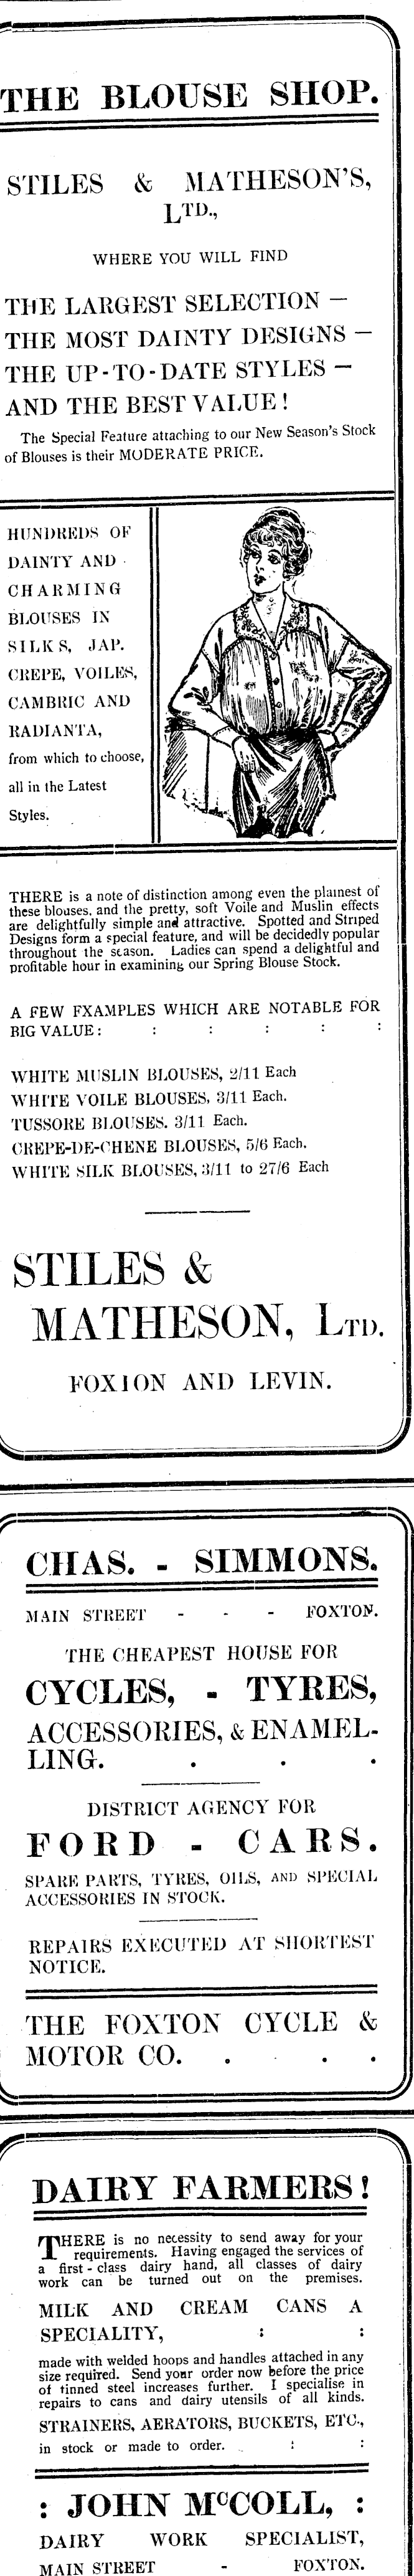 THE BLOUSE SHOP.
STILES & MATHESON'S,
LTD.,
WHERE YOU WILL FIND
THE LARGEST SELECTION —
THE MOST DAINTY DESIGNS —
THE UP-TO-DATE STYLES —
AND THE BEST VALUE!
The Special Feature attaching to our New Season's Stock
of Blouses is their MODERATE PRICE.
HUNDREDS OF
DAINTY AND
CHARMING
BLOUSES IN
SILKS, JAP.
CREPE, VOILES,
CAMBRIC AND
RADIANTA,
from which to choose,
all in the Latest
Styles.
THERE is a note of distinction among even the plainest of
these blouses, and the pretty, soft Voile and Muslin effects
are delightfully simple and attractive. Spotted and Striped
Designs form a special feature, and will be decidedly popular
throughout the season. Ladies can spend a delightful and
profitable hour in examining our Spring Blouse Stock.
A FEW FXAMPLES WHICH ARE NOTABLE FOR
BIG VALUE: : : : : :
WHITE MUSLIN BLOUSES, 2/11 Each
WHITE VOILE BLOUSES, 3/11 Each.
TUSSORE BLOUSES. 3/11 Each.
CREPE-DE-CHENE BLOUSES, 5/6 Each.
WHITE SILK BLOUSES, 3/11 to 27/6 Each
STILES &
MATHESON, LTD.
FOXTON AND LEVIN.
CHAS. - SIMMONS.
MAIN STREET - - - FOXTON.
THE CHEAPEST HOUSE FOR
CYCLES, - TYRES,
ACCESSORIES, & ENAMEL-
LING. . . .
DISTRICT AGENCY FOR
FORD - CARS.
SPARE PARTS, TYRES, OILS, AND SPECIAL
ACCESSORIES IN STOCK.
REPAIRS EXECUTED AT SHORTEST
NOTICE.
THE FOXTON CYCLE &
MOTOR CO. . . .
DAIRY FARMERS!
THERE is no necessity to send away for your
requirements. Having engaged the services of
a first-class dairy hand, all classes of dairy
work can be turned out on the premises.
MILK AND CREAM CANS A
SPECIALITY, : :
made with welded hoops and handles attached in any
size required. Send your order now before the price
of tinned steel increases further. I specialise in
repairs to cans and dairy utensils of all kinds.
STRAINERS, AERATORS, BUCKETS, ETC.,
in stock or made to order. : :
: JOHN McCOLL, :
DAIRY WORK SPECIALIST,
MAIN STREET - FOXTON.